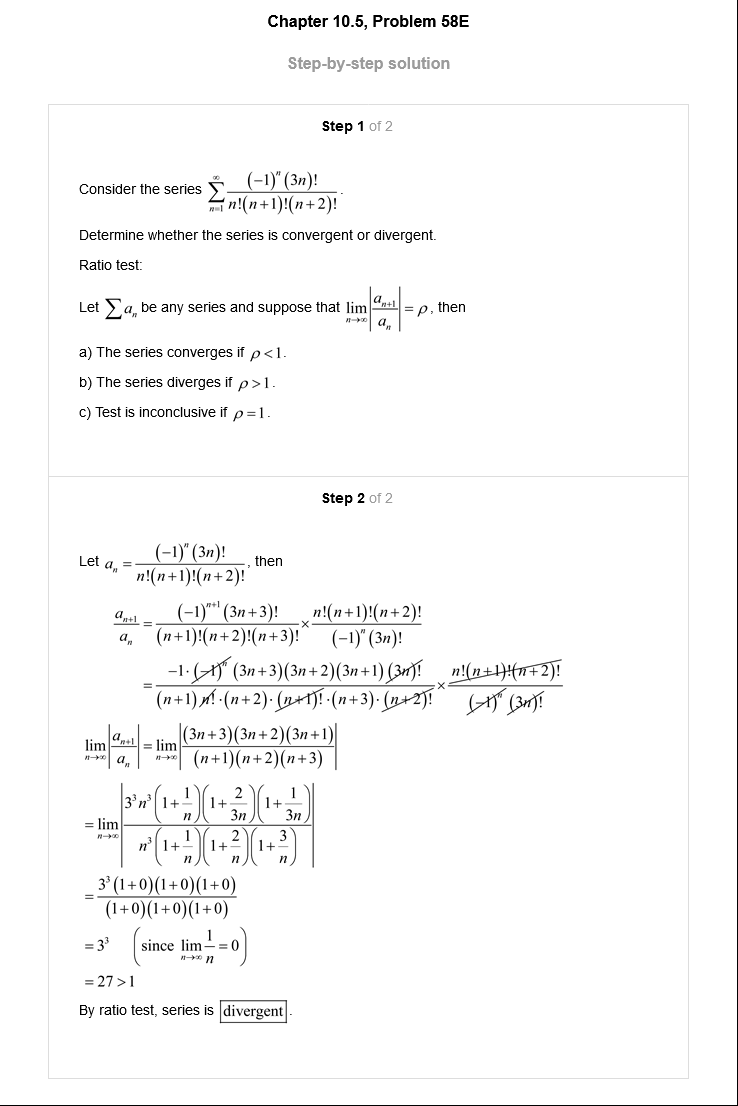 Chapter 10.5, Problem 58E
Step-by-step solution
Step 1 of 2
Consider the series \sum_{n=1}^{\infty} \frac{(-1)^n (3n)!}{n!(n+1)!(n+2)!}.
Determine whether the series is convergent or divergent.
Ratio test:
Let \sum a_n be any series and suppose that \lim_{n \to \infty} \left| \frac{a_{n+1}}{a_n} \right| = \rho, then
a) The series converges if \rho < 1.
b) The series diverges if \rho > 1.
c) Test is inconclusive if \rho = 1.
Step 2 of 2
Let a_n = \frac{(-1)^n (3n)!}{n!(n+1)!(n+2)!}, then
\frac{a_{n+1}}{a_n} = \frac{(-1)^{n+1} (3n+3)!}{(n+1)!(n+2)!(n+3)!} \times \frac{n!(n+1)!(n+2)!}{(-1)^n (3n)!}
= \frac{-1 \cdot (-1)^n (3n+3)(3n+2)(3n+1)(3n)!}{(n+1) n! \cdot (n+2) \cdot (n+1)! \cdot (n+3) \cdot (n+2)!} \times \frac{n!(n+1)!(n+2)!}{(-1)^n (3n)!}
\lim_{n \to \infty} \left| \frac{a_{n+1}}{a_n} \right| = \lim_{n \to \infty} \left| \frac{(3n+3)(3n+2)(3n+1)}{(n+1)(n+2)(n+3)} \right|
= \lim_{n \to \infty} \left| \frac{3^3 n^3 \left(1+\frac{1}{n}\right)\left(1+\frac{2}{3n}\right)\left(1+\frac{1}{3n}\right)}{n^3 \left(1+\frac{1}{n}\right)\left(1+\frac{2}{n}\right)\left(1+\frac{3}{n}\right)} \right|
= \frac{3^3 (1+0)(1+0)(1+0)}{(1+0)(1+0)(1+0)}
= 3^3 \left( since \lim_{n \to \infty} \frac{1}{n} = 0 \right)
= 27 > 1
By ratio test, series is divergent.